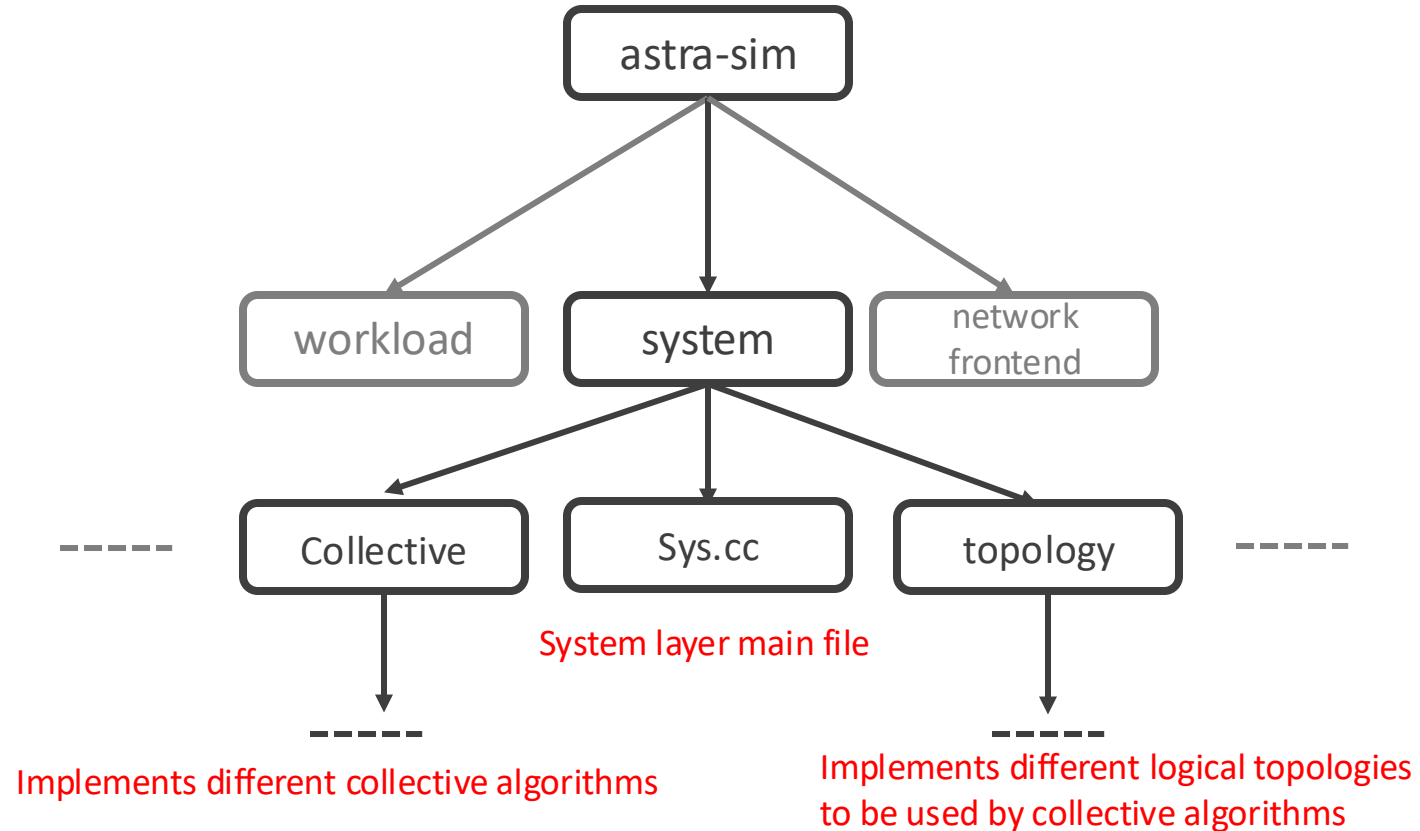 astra-sim
workload
system
network
frontend
Collective
Sys.cc
topology
System layer main file
Implements different collective algorithms
Implements different logical topologies
to be used by collective algorithms